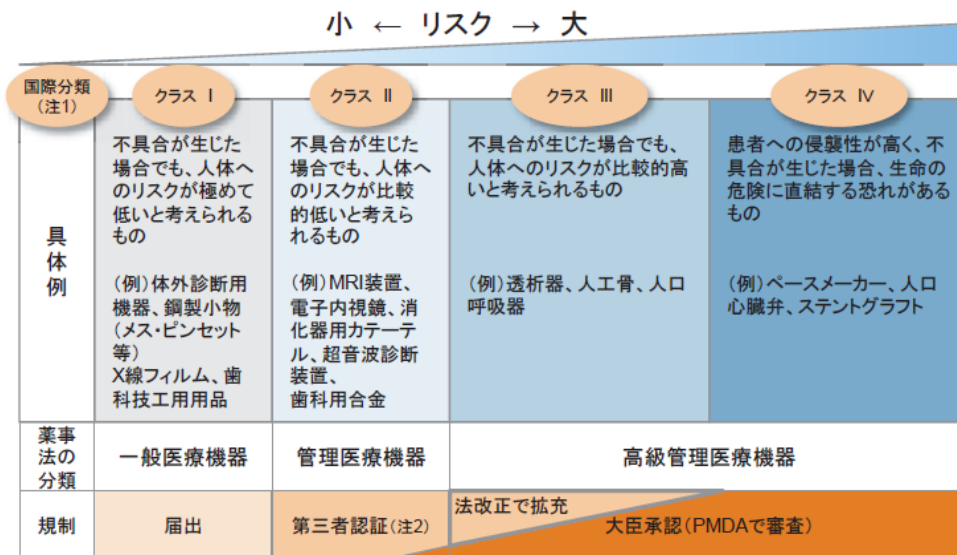 小 ← リスク → 大
国際分類
(注1)
クラス Ⅰ
クラス Ⅱ
クラス Ⅲ
クラス Ⅳ
具
体
例
不具合が生じた
場合でも、人体へ
のリスクが極めて
低いと考えられる
もの
(例)体外診断用
機器、鋼製小物
(メス・ピンセット
等)
X線フィルム、歯
科技工用用品
不具合が生じた
場合でも、人体へ
のリスクが比較
的低いと考えら
れるもの
(例)MRI装置、
電子内視鏡、消
化器用カテーテ
ル、超音波診断
装置、
歯科用合金
不具合が生じた場合でも、
人体へのリスクが比較的高
いと考えられるもの
(例)透析器、人工骨、人口
呼吸器
患者への侵襲性が高く、不
具合が生じた場合、生命の
危険に直結する恐れがある
もの
(例)ペースメーカー、人口
心臓弁、ステントグラフト
薬事
法の
分類
一般医療機器
管理医療機器
高級管理医療機器
規制
届出
第三者認証(注2)
法改正で拡充
大臣承認(PMDAで審査)